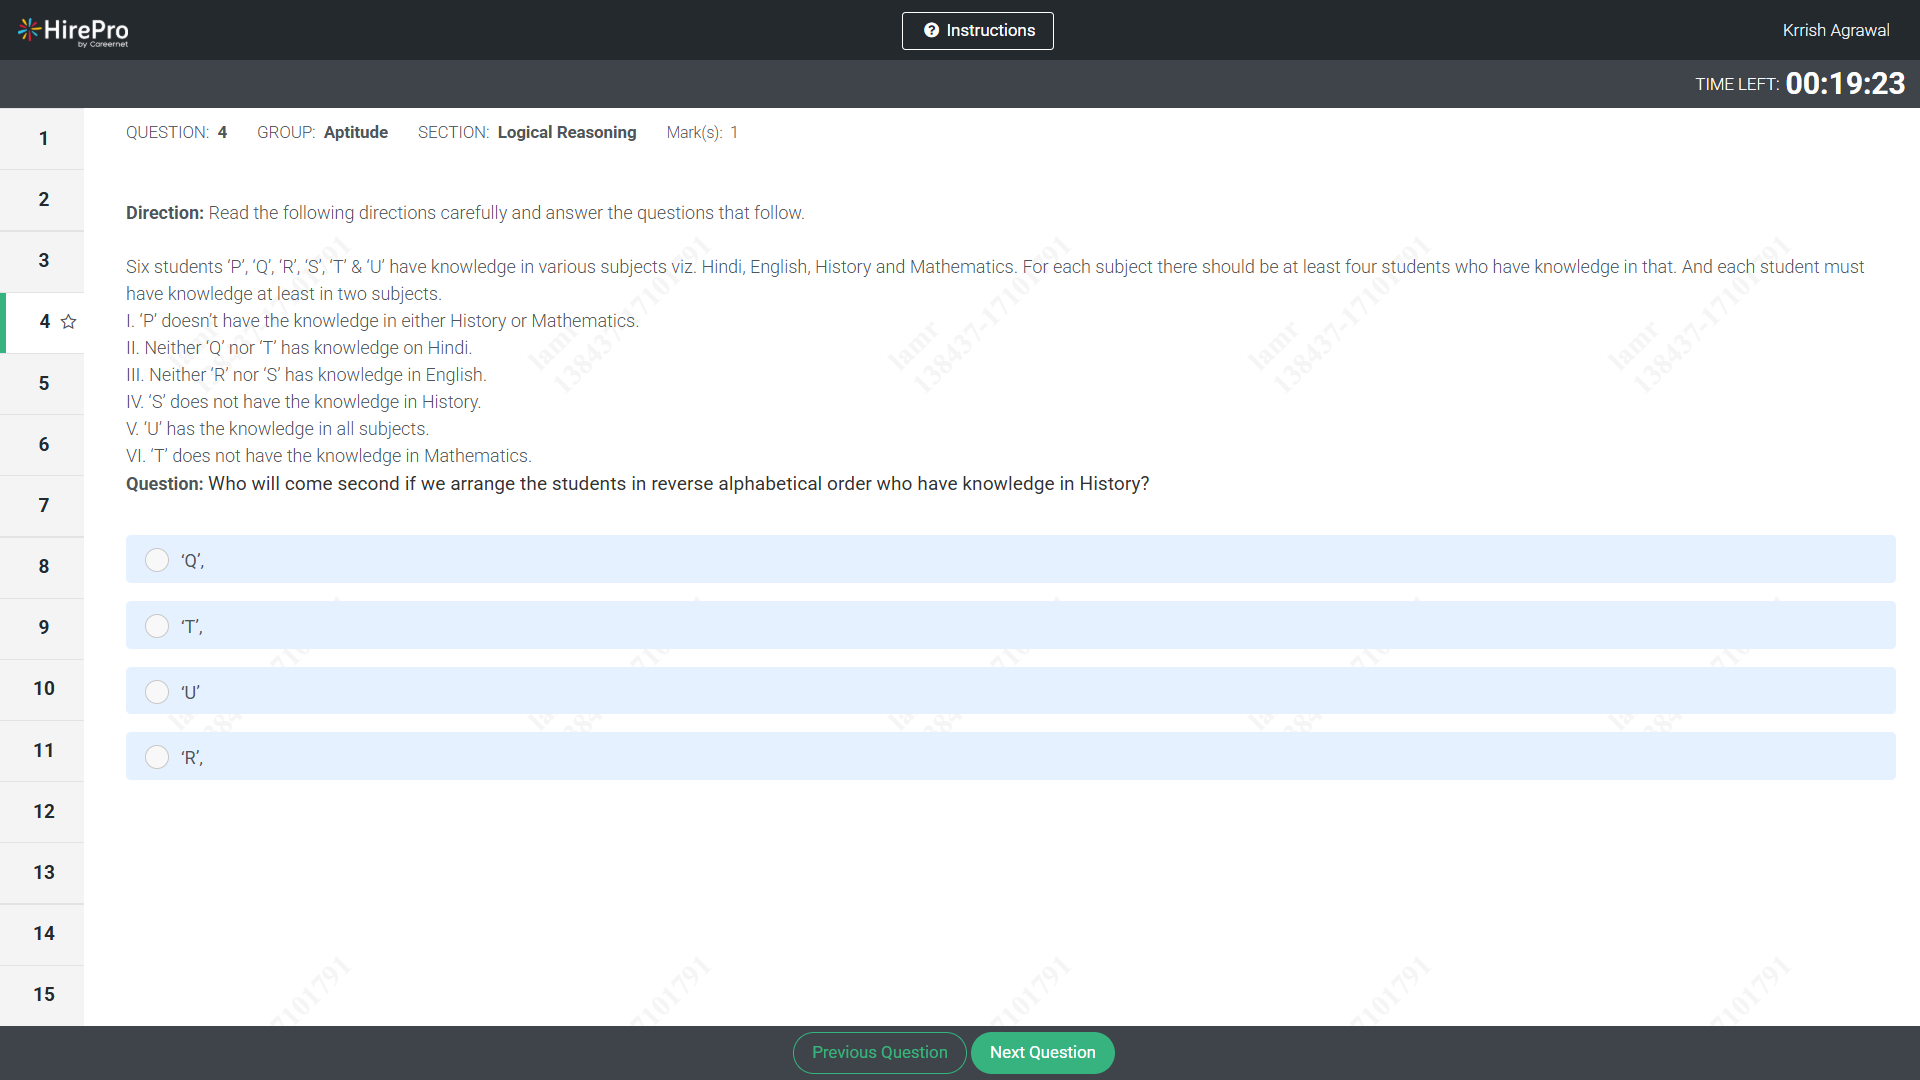 HirePro
by Careernet
Instructions
Krrish Agrawal
TIME LEFT: 00:19:23
1
2
3
4
5
6
7
8
9
10
11
12
13
14
15
QUESTION: 4 GROUP: Aptitude SECTION: Logical Reasoning Mark(s): 1
Direction: Read the following directions carefully and answer the questions that follow.
Six students ‘P’, ‘Q’, ‘R’, ‘S’, ‘T’ & ‘U’ have knowledge in various subjects viz. Hindi, English, History and Mathematics. For each subject there should be at least four students who have knowledge in that. And each student must
have knowledge at least in two subjects.
I. ‘P’ doesn’t have the knowledge in either History or Mathematics.
II. Neither ‘Q’ nor ‘T’ has knowledge on Hindi.
III. Neither ‘R’ nor ‘S’ has knowledge in English.
IV. ‘S’ does not have the knowledge in History.
V. ‘U’ has the knowledge in all subjects.
VI. ‘T’ does not have the knowledge in Mathematics.
Question: Who will come second if we arrange the students in reverse alphabetical order who have knowledge in History?
‘Q’,
‘T’,
‘U’
‘R’,
Previous Question
Next Question